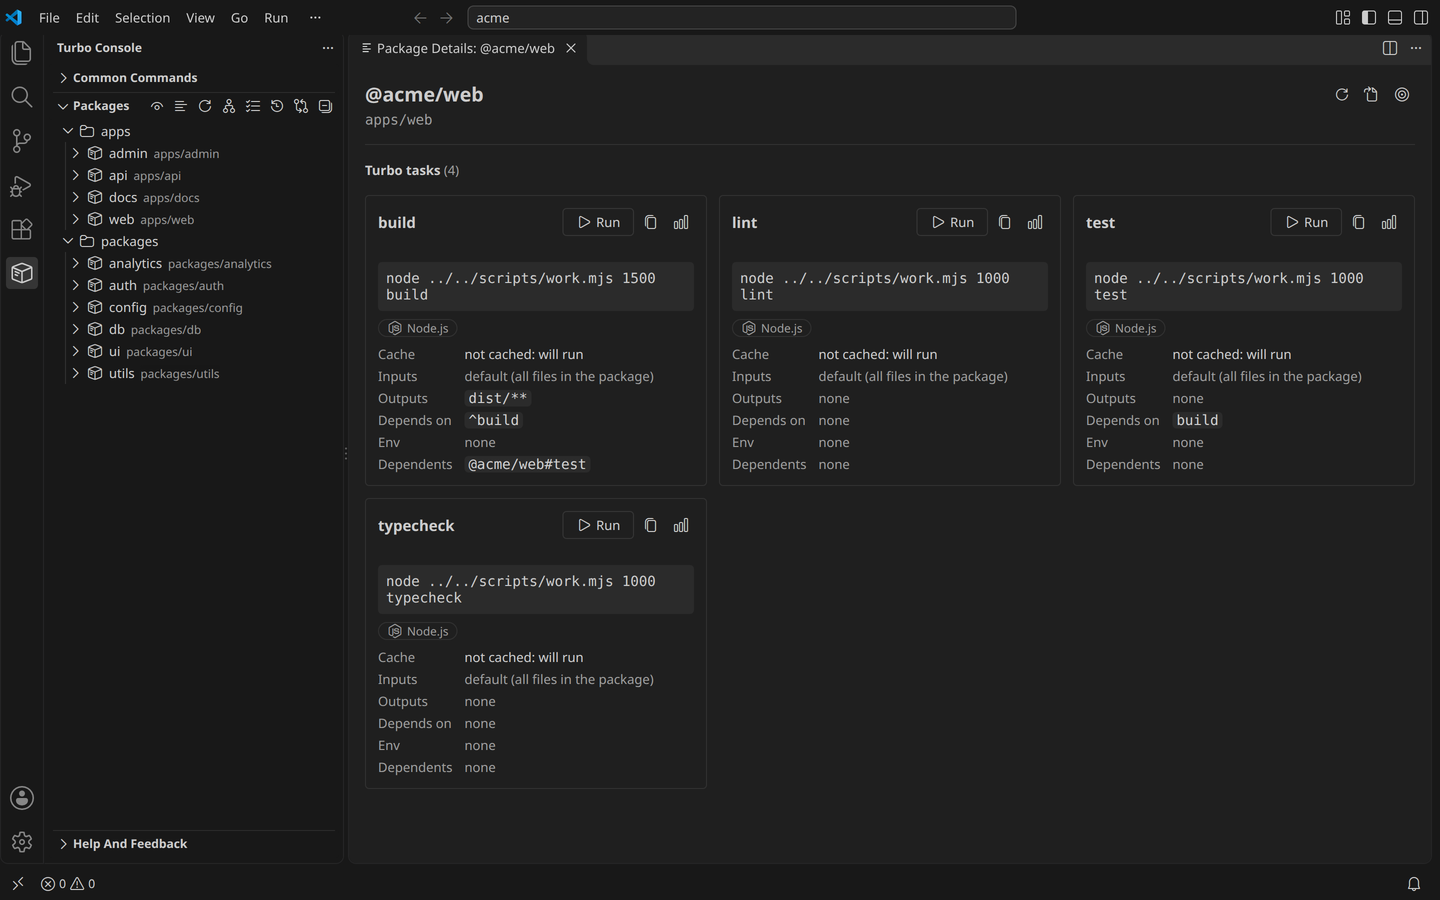 File Edit Selection View Go Run ···
acme
Turbo Console
Common Commands
Packages
apps
admin apps/admin
api apps/api
docs apps/docs
web apps/web
packages
analytics packages/analytics
auth packages/auth
config packages/config
db packages/db
ui packages/ui
utils packages/utils
Help And Feedback
Package Details: @acme/web
@acme/web
apps/web
Turbo tasks (4)
build
Run
node ../../scripts/work.mjs 1500
build
Node.js
Cache not cached: will run
Inputs default (all files in the package)
Outputs dist/**
Depends on ^build
Env none
Dependents @acme/web#test
lint
Run
node ../../scripts/work.mjs 1000
lint
Node.js
Cache not cached: will run
Inputs default (all files in the package)
Outputs none
Depends on none
Env none
Dependents none
test
Run
node ../../scripts/work.mjs 1000
test
Node.js
Cache not cached: will run
Inputs default (all files in the package)
Outputs none
Depends on build
Env none
Dependents none
typecheck
Run
node ../../scripts/work.mjs 1000
typecheck
Node.js
Cache not cached: will run
Inputs default (all files in the package)
Outputs none
Depends on none
Env none
Dependents none
0 0